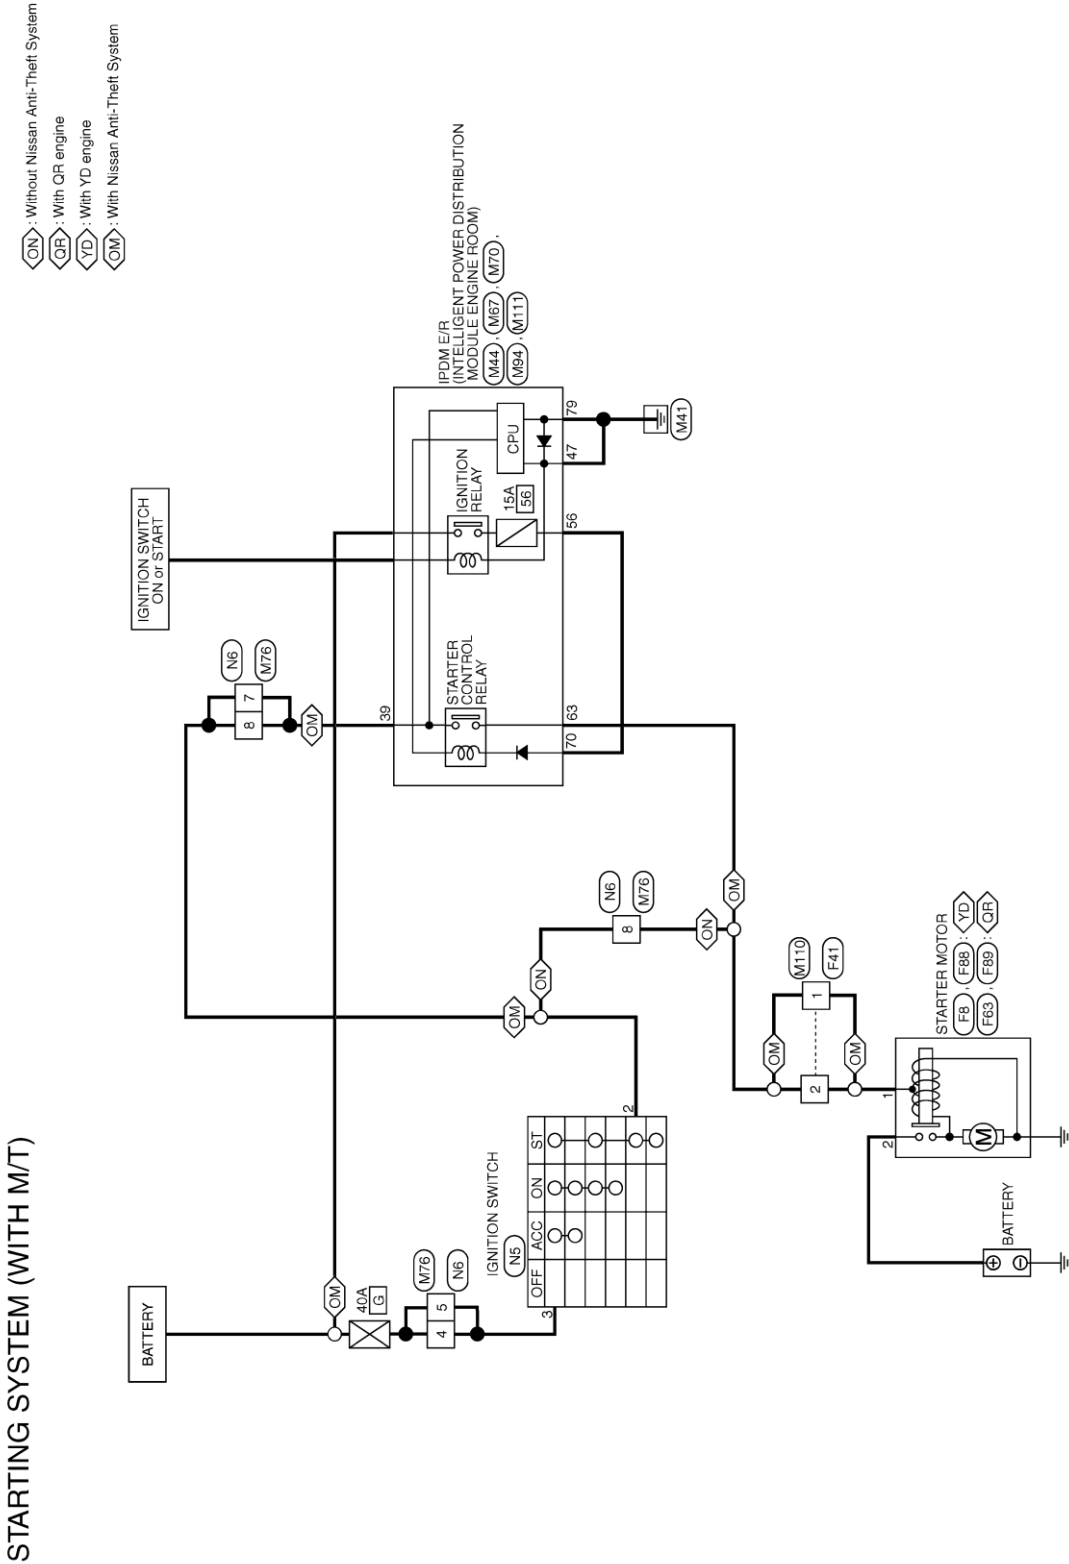 STARTING SYSTEM (WITH M/T)
ON : Without Nissan Anti-Theft System
QR : With QR engine
YD : With YD engine
OM : With Nissan Anti-Theft System
BATTERY
IGNITION SWITCH
ON or START
N6
M76
8 7
OM
OM
40A
G
M76
N6
4 5
3
IGNITION SWITCH
N5
OFF ACC ON ST
2
OM
ON
N6
M76
8
ON
OM
39
IPDM E/R
(INTELLIGENT POWER DISTRIBUTION
MODULE ENGINE ROOM)
M44 , M67 , M70 ,
M94 , M111
STARTER
CONTROL
RELAY
IGNITION
RELAY
15A
56
CPU
70 63 56 47 79
M41
M110
F41
OM
2 1
OM
STARTER MOTOR
F8 , F88 : YD
F63 , F89 : QR
2 1
M
BATTERY